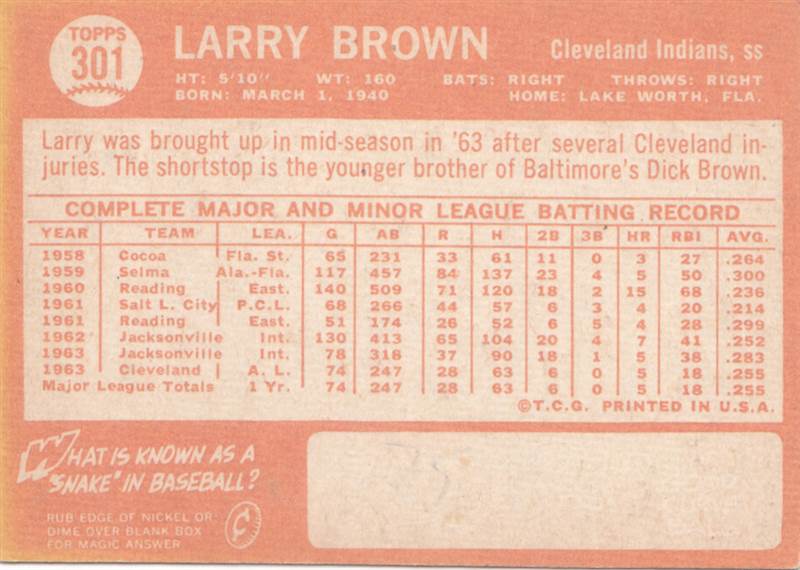 TOPPS
301
LARRY BROWN
Cleveland Indians, ss
HT: 5'10" WT: 160 BATS: RIGHT THROWS: RIGHT
BORN: MARCH 1, 1940 HOME: LAKE WORTH, FLA.
Larry was brought up in mid-season in '63 after several Cleveland in-
juries. The shortstop is the younger brother of Baltimore's Dick Brown.
COMPLETE MAJOR AND MINOR LEAGUE BATTING RECORD
YEAR TEAM LEA. G AB R H 2B 3B HR RBI AVG.
1958 Cocoa Fla. St. 65 231 33 61 11 0 3 27 .264
1959 Selma Ala.-Fla. 117 457 84 137 23 4 5 50 .300
1960 Reading East. 140 509 71 120 18 2 15 68 .236
1961 Salt L. City P.C.L. 68 266 44 57 6 3 4 20 .214
1961 Reading East. 51 174 26 52 6 5 4 28 .299
1962 Jacksonville Int. 130 413 65 104 20 4 7 41 .252
1963 Jacksonville Int. 78 318 37 90 18 1 5 38 .283
1963 Cleveland A. L. 74 247 28 63 6 0 5 18 .255
Major League Totals 1 Yr. 74 247 28 63 6 0 5 18 .255
©T.C.G. PRINTED IN U.S.A.
WHAT IS KNOWN AS A
"SNAKE" IN BASEBALL?
RUB EDGE OF NICKEL OR
DIME OVER BLANK BOX
FOR MAGIC ANSWER